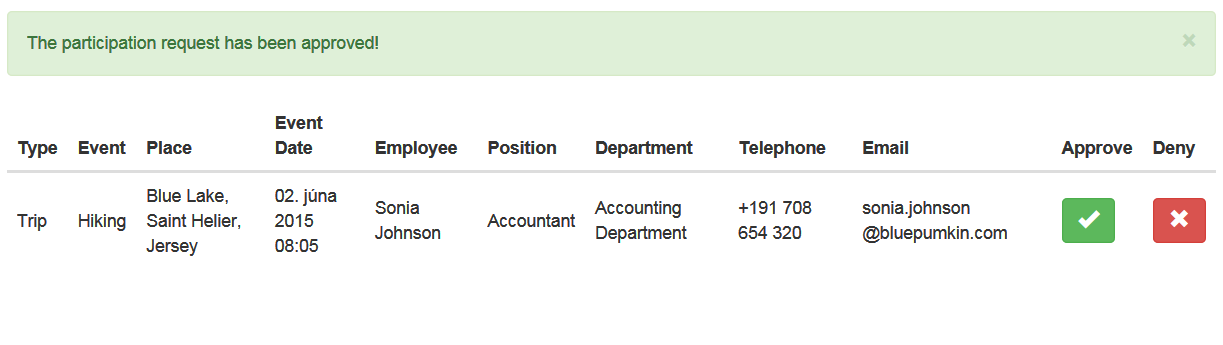 The participation request has been approved!
×
Type Event Place Event Date Employee Position Department Telephone Email Approve Deny
Trip Hiking Blue Lake, Saint Helier, Jersey 02. júna 2015 08:05 Sonia Johnson Accountant Accounting Department +191 708 654 320 sonia.johnson @bluepumkin.com